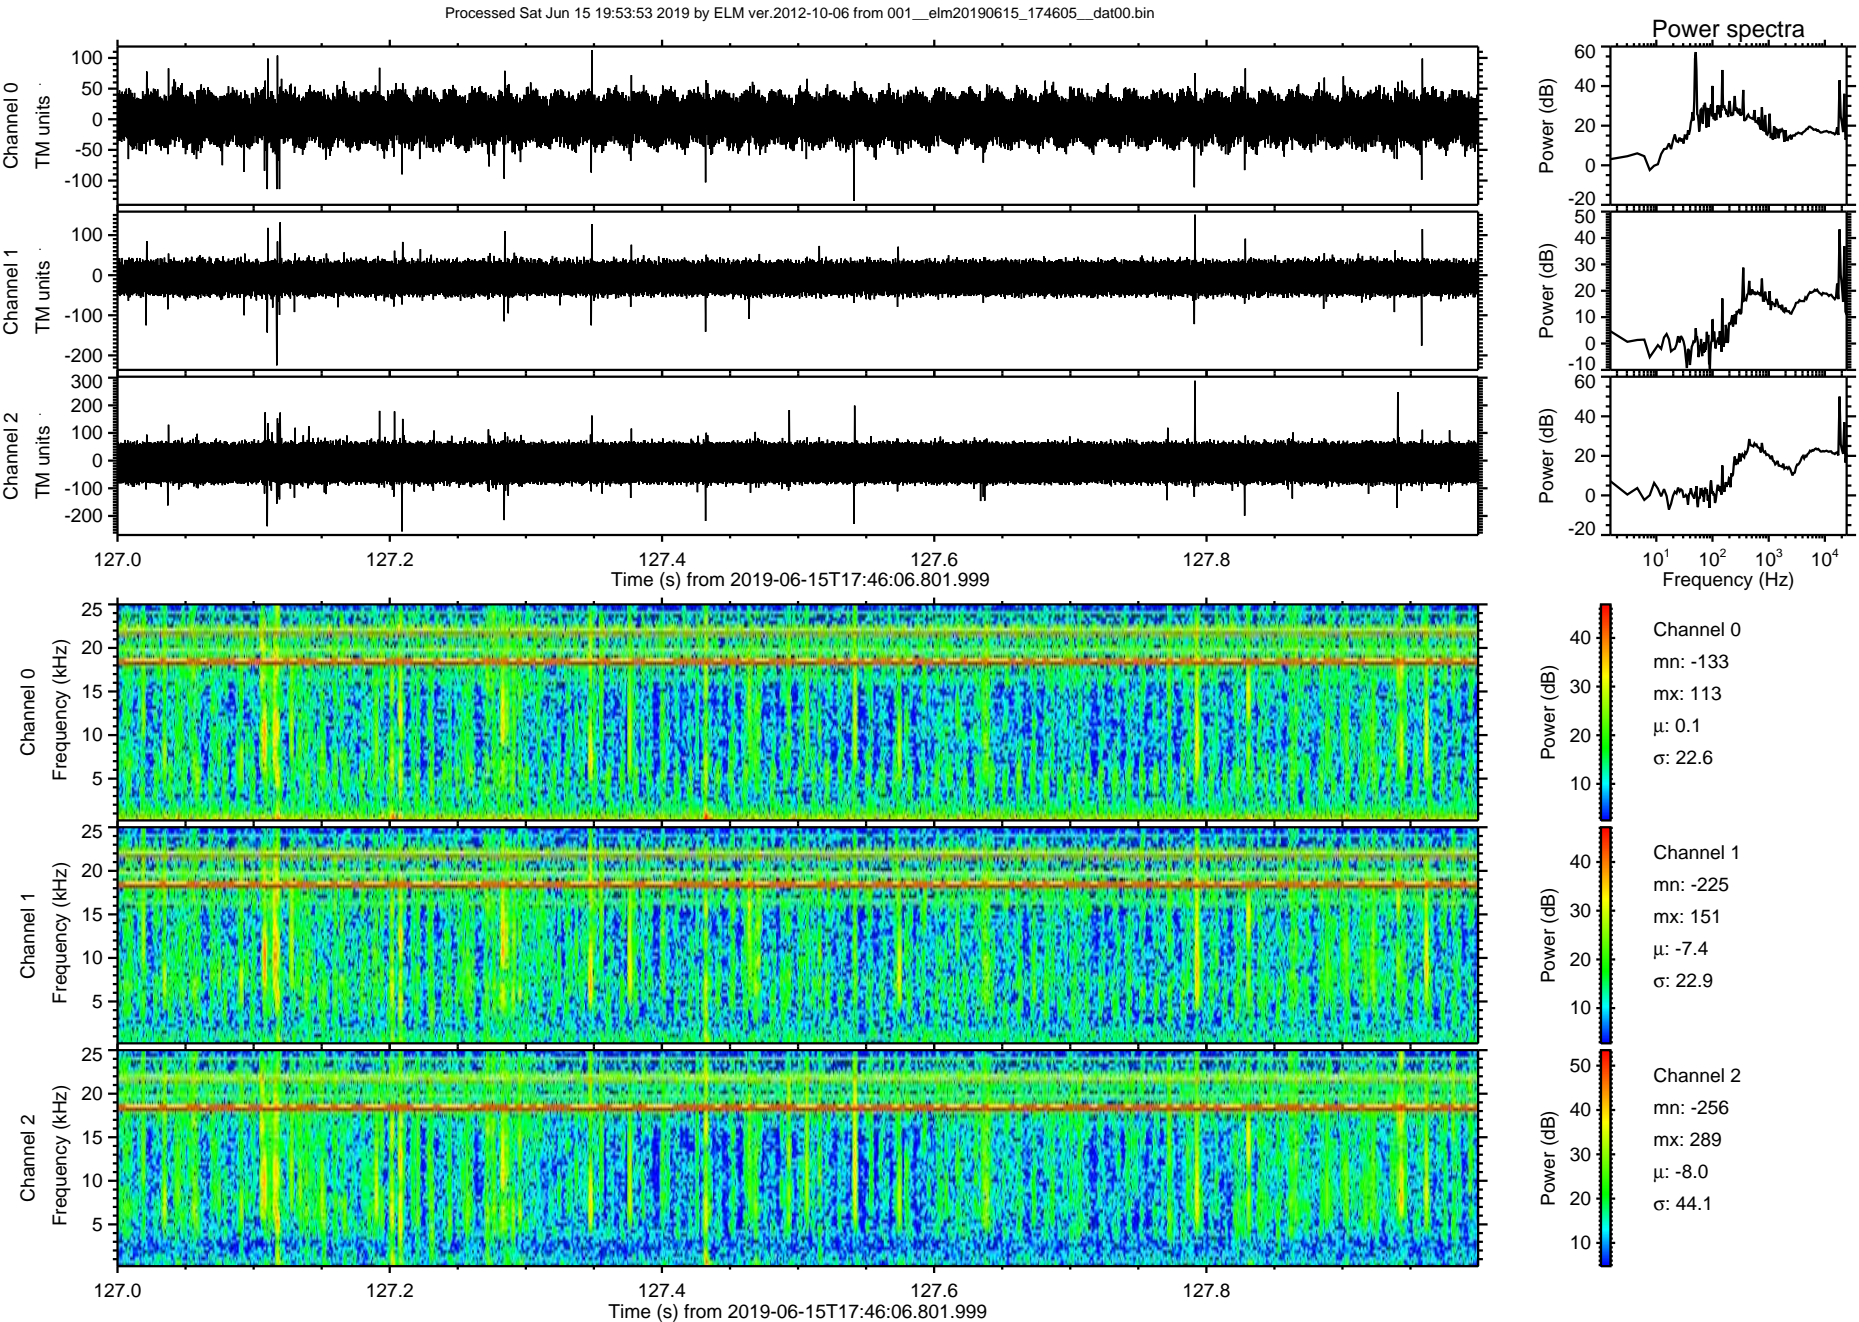 Processed Sat Jun 15 19:53:53 2019 by ELM ver.2012-10-06 from 001__elm20190615_174605__dat00.bin
Power spectra
Channel 0
TM units
100
50
0
-50
-100
Power (dB)
60
40
20
0
-20
Channel 1
TM units
100
0
-100
-200
Power (dB)
50
40
30
20
10
0
-10
Channel 2
TM units
300
200
100
0
-100
-200
Power (dB)
60
40
20
0
-20
127.0 127.2 127.4 127.6 127.8
Time (s) from 2019-06-15T17:46:06.801.999
10¹ 10² 10³ 10⁴
Frequency (Hz)
Channel 0
Frequency (kHz)
25
20
15
10
5
Power (dB)
40
30
20
10
Channel 0
mn: -133
mx: 113
μ: 0.1
σ: 22.6
Channel 1
Frequency (kHz)
25
20
15
10
5
Power (dB)
40
30
20
10
Channel 1
mn: -225
mx: 151
μ: -7.4
σ: 22.9
Channel 2
Frequency (kHz)
25
20
15
10
5
Power (dB)
50
40
30
20
10
Channel 2
mn: -256
mx: 289
μ: -8.0
σ: 44.1
127.0 127.2 127.4 127.6 127.8
Time (s) from 2019-06-15T17:46:06.801.999